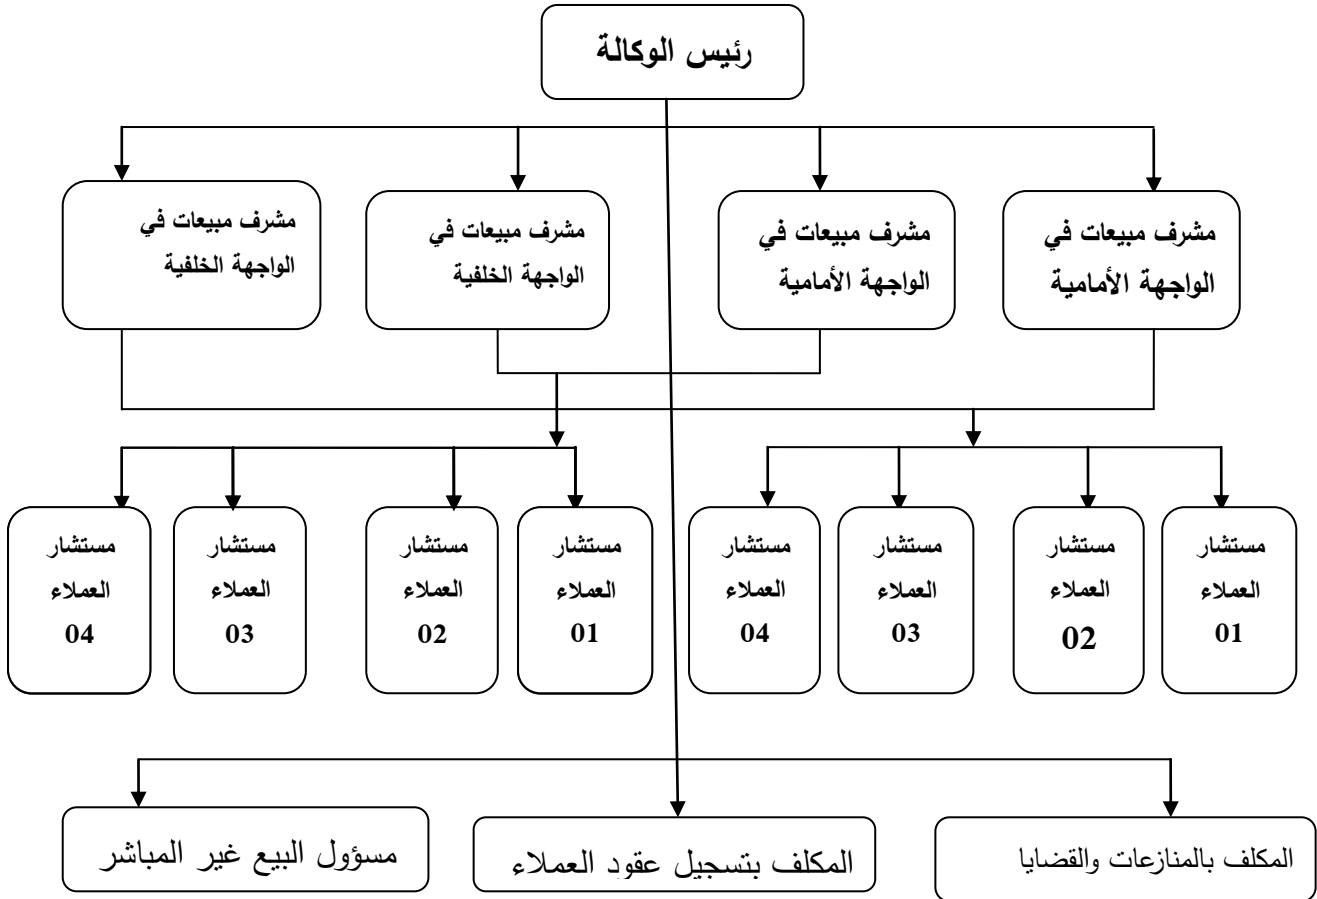 رئيس الوكالة
مشرف مبيعات في
الواجهة الأمامية
مشرف مبيعات في
الواجهة الأمامية
مشرف مبيعات في
الواجهة الخلفية
مشرف مبيعات في
الواجهة الخلفية
مستشار
العملاء
01
مستشار
العملاء
02
مستشار
العملاء
03
مستشار
العملاء
04
مستشار
العملاء
01
مستشار
العملاء
02
مستشار
العملاء
03
مستشار
العملاء
04
المكلف بالمنازعات والقضايا
المكلف بتسجيل عقود العملاء
مسؤول البيع غير المباشر